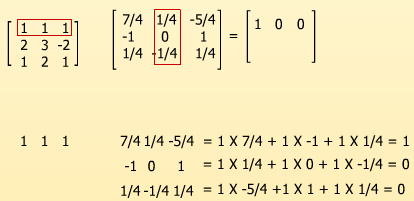 1 1 1 7/4 1/4 -5/4 1 0 0
2 3 -2 -1 0 1 =
1 2 1 1/4 -1/4 1/4
1 1 1 7/4 1/4 -5/4 = 1 X 7/4 + 1 X -1 + 1 X 1/4 = 1
-1 0 1 = 1 X 1/4 + 1 X 0 + 1 X -1/4 = 0
1/4 -1/4 1/4 = 1 X -5/4 +1 X 1 + 1 X 1/4 = 0